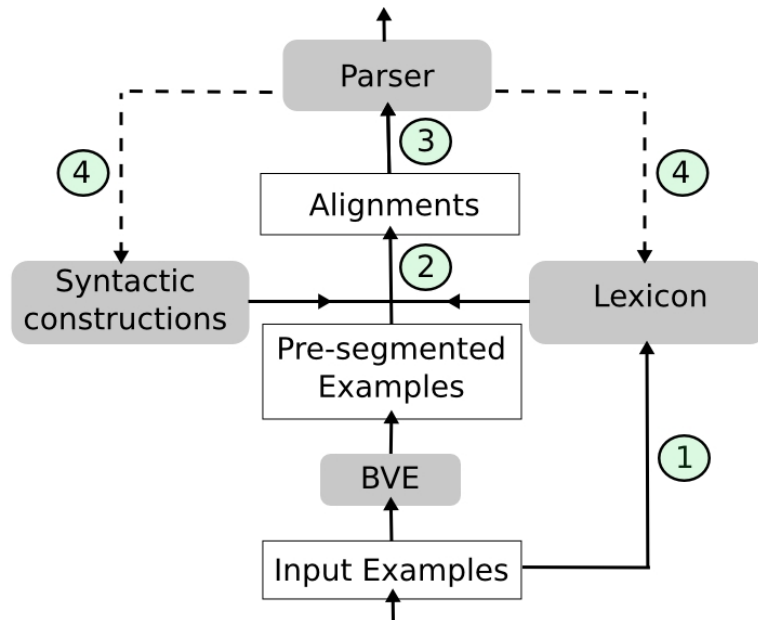 Parser
3
4
4
Alignments
2
Syntactic
constructions
Lexicon
Pre-segmented
Examples
1
BVE
Input Examples